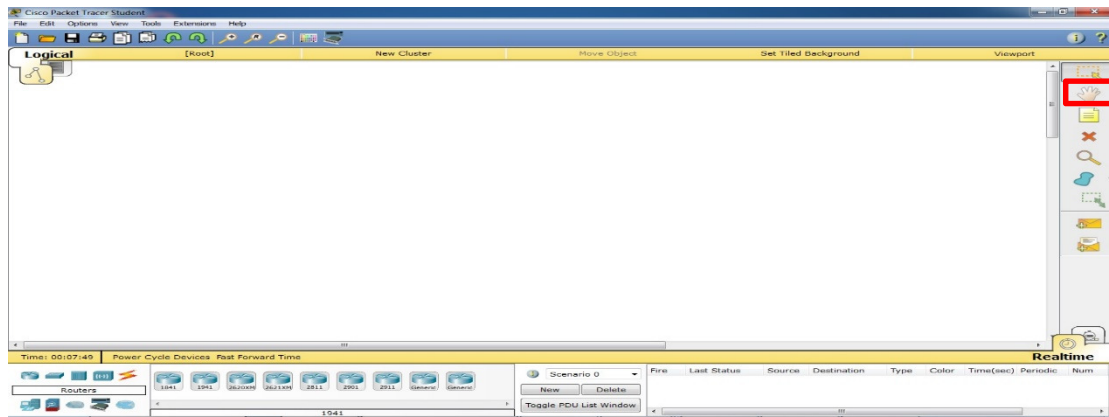 Cisco Packet Tracer Student
File Edit Options View Tools Extensions Help
Logical [Root] New Cluster Move Object Set Tiled Background Viewport
Time: 00:07:49 Power Cycle Devices Fast Forward Time Realtime
Routers
1841 1941 2620XM 2621XM 2811 2901 2911 Generic Generic
1941
Scenario 0
New Delete
Toggle PDU List Window
Fire Last Status Source Destination Type Color Time(sec) Periodic Num